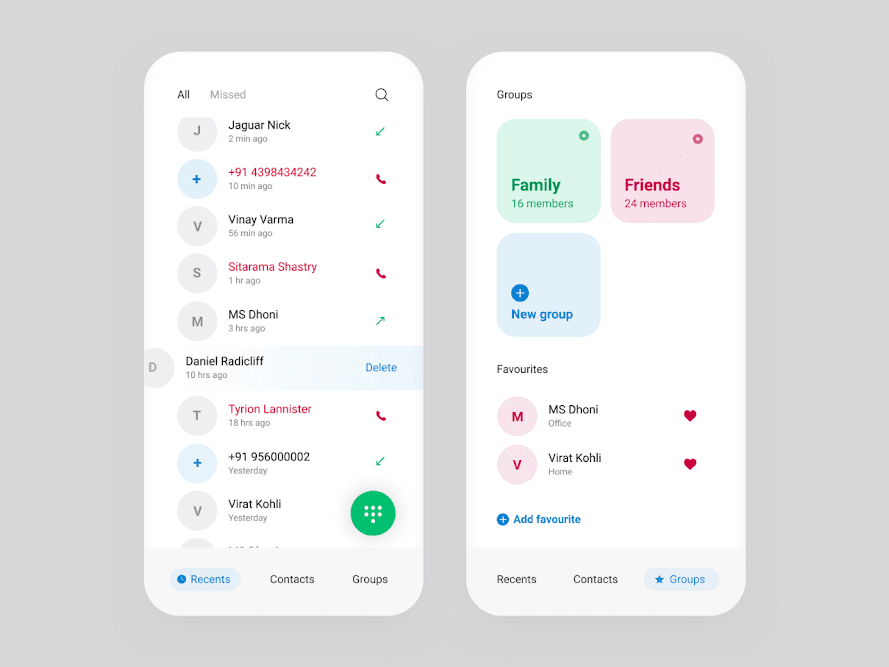 All Missed
J Jaguar Nick
2 min ago
+91 4398434242
10 min ago
V Vinay Varma
56 min ago
S Sitarama Shastry
1 hr ago
M MS Dhoni
3 hrs ago
D Daniel Radicliff Delete
10 hrs ago
T Tyrion Lannister
18 hrs ago
+91 956000002
Yesterday
V Virat Kohli
Yesterday
Recents Contacts Groups
Groups
Family Friends
16 members 24 members
New group
Favourites
M MS Dhoni
Office
V Virat Kohli
Home
Add favourite
Recents Contacts Groups